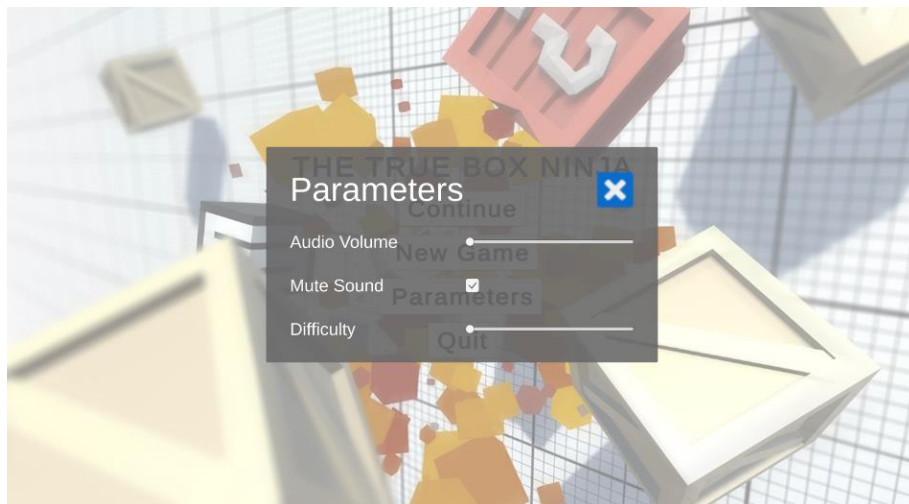 THE TRUE BOX NINJA
Parameters
Continue
Audio Volume
New Game
Mute Sound
Parameters
Difficulty
Quit